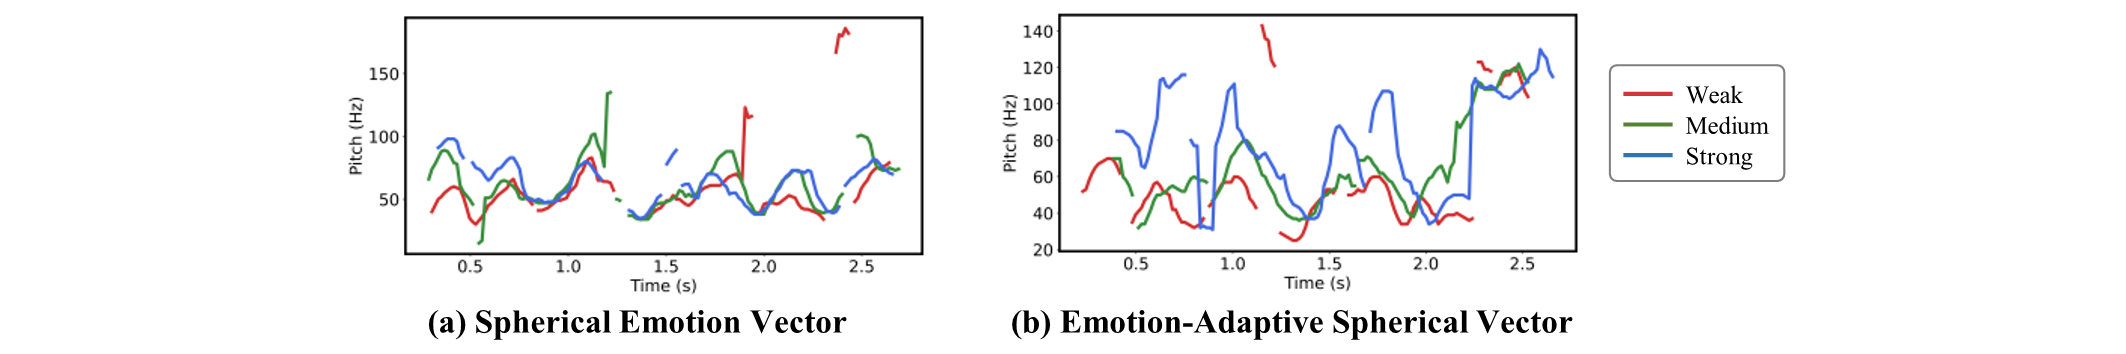 150
100
50
Pitch (Hz)
0.5 1.0 1.5 2.0 2.5
Time (s)
(a) Spherical Emotion Vector
140
120
100
80
60
40
20
Pitch (Hz)
0.5 1.0 1.5 2.0 2.5
Time (s)
(b) Emotion-Adaptive Spherical Vector
Weak
Medium
Strong